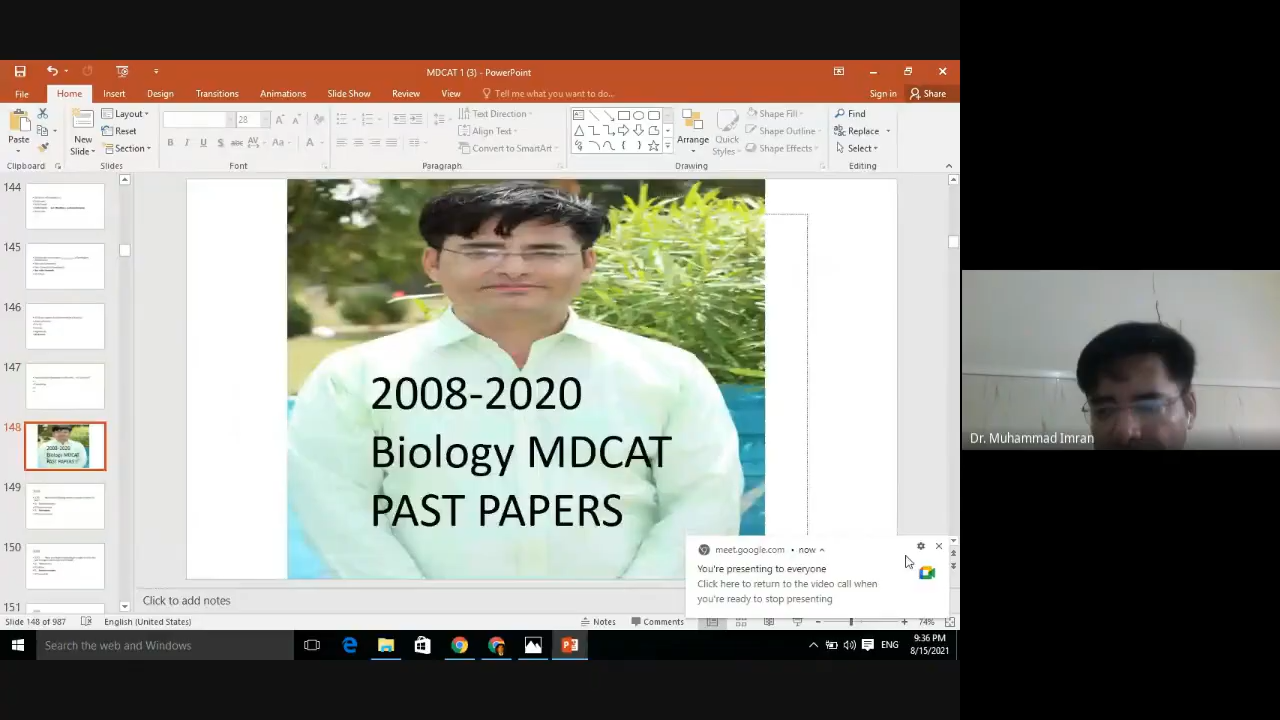 MDCAT 1 (3) - PowerPoint
File Home Insert Design Transitions Animations Slide Show Review View Tell me what you want to do... Sign in Share
Paste
New Slide
Layout
Reset
Section
28
Text Direction
Align Text
Convert to SmartArt
Arrange
Quick Styles
Shape Fill
Shape Outline
Shape Effects
Find
Replace
Select
Clipboard Slides Font Paragraph Drawing Editing
144
145
146
147
148
149
150
151
2008-2020
Biology MDCAT
PAST PAPERS
meet.google.com • now
You're presenting to everyone
Click here to return to the video call when
you're ready to stop presenting
Click to add notes
Slide 148 of 987 English (United States) Notes Comments 74%
Search the web and Windows
ENG
9:36 PM
8/15/2021
Dr. Muhammad Imran